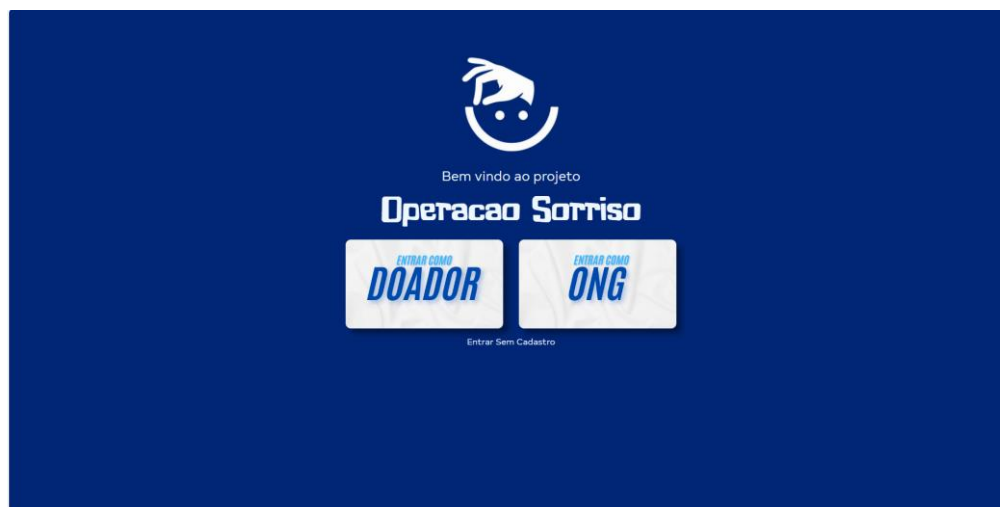 Bem vindo ao projeto
Operacao Sorriso
ENTRAR COMO
DOADOR
ENTRAR COMO
ONG
Entrar Sem Cadastro